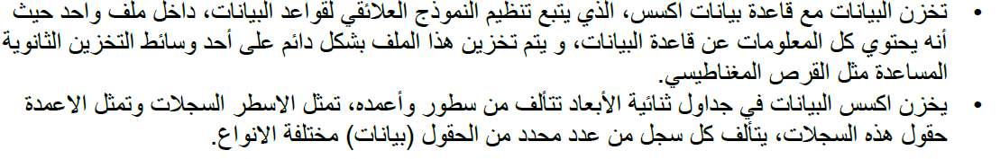 • تخزن البيانات مع قاعدة بيانات اكسس، الذي يتبع تنظيم النموذج العلائقي لقواعد البيانات، داخل ملف واحد حيث
أنه يحتوي كل المعلومات عن قاعدة البيانات، و يتم تخزين هذا الملف بشكل دائم على أحد وسائط التخزين الثانوية
المساعدة مثل القرص المغناطيسي.
• يخزن اكسس البيانات في جداول ثنائية الأبعاد تتألف من سطور وأعمده، تمثل الاسطر السجلات وتمثل الاعمدة
حقول هذه السجلات، يتألف كل سجل من عدد محدد من الحقول (بيانات) مختلفة الانواع.